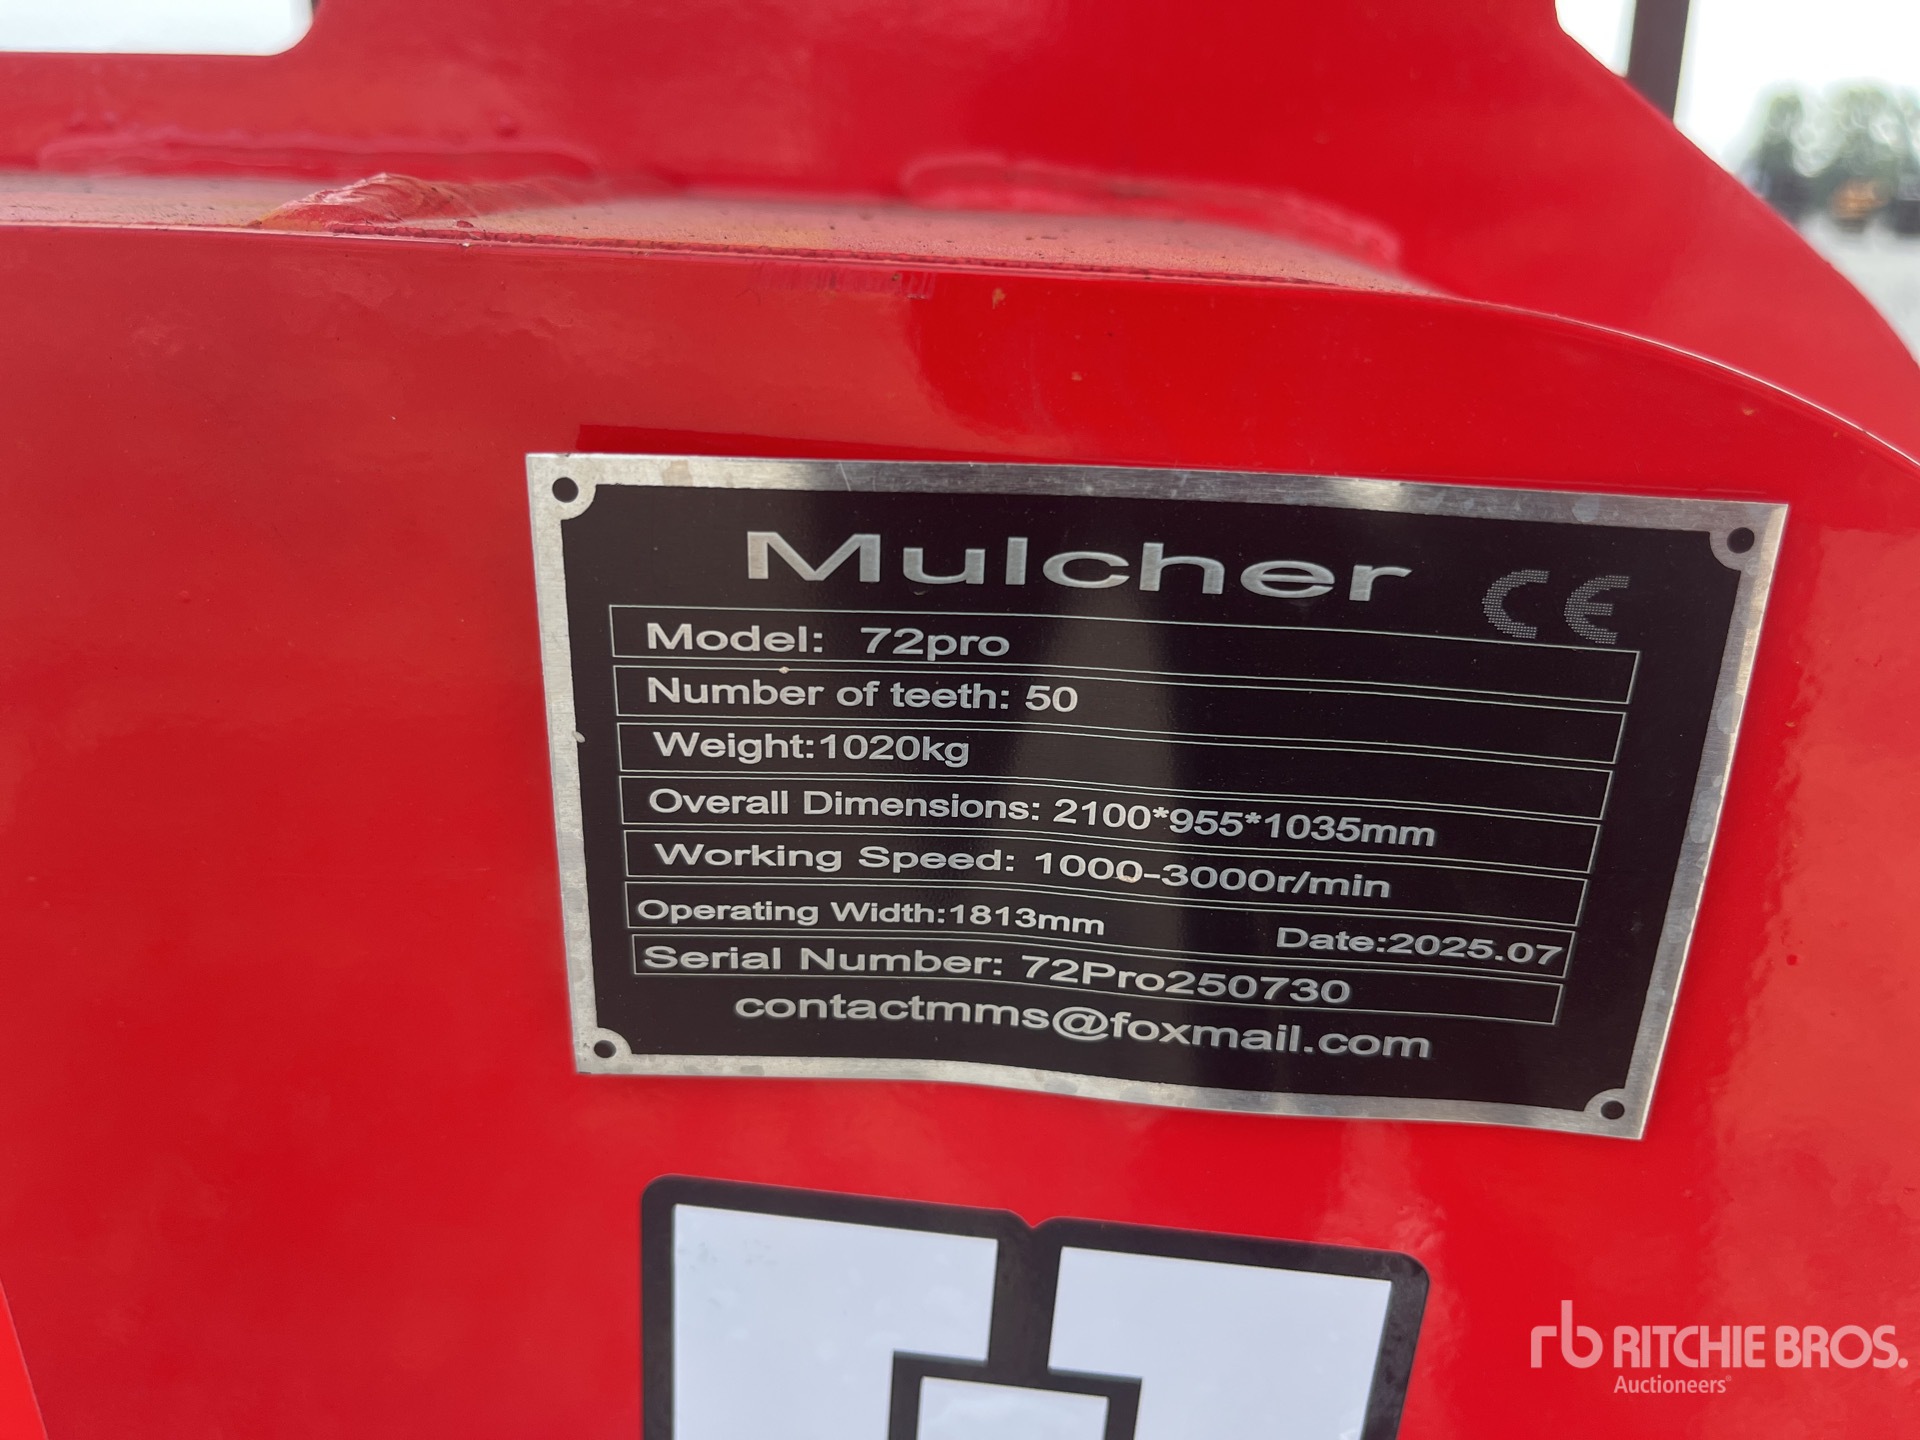 Mulcher CE
Model: 72pro
Number of teeth: 50
Weight:1020kg
Overall Dimensions: 2100*955*1035mm
Working Speed: 1000-3000r/min
Operating Width:1813mm Date:2025.07
Serial Number: 72Pro250730
contactmms@foxmail.com
rb RITCHIE BROS.
Auctioneers